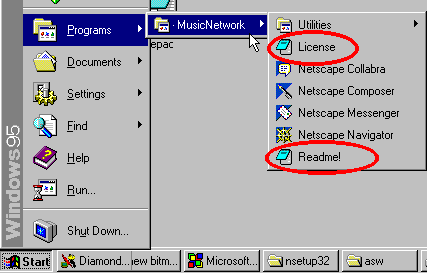 Programs
Documents
Settings
Find
Help
Run...
Shut Down...
Windows95
· MusicNetwork
epac
Utilities
License
Netscape Collabra
Netscape Composer
Netscape Messenger
Netscape Navigator
Readme!
Start
Diamond...
new bitm...
Microsoft...
nsetup32
asw